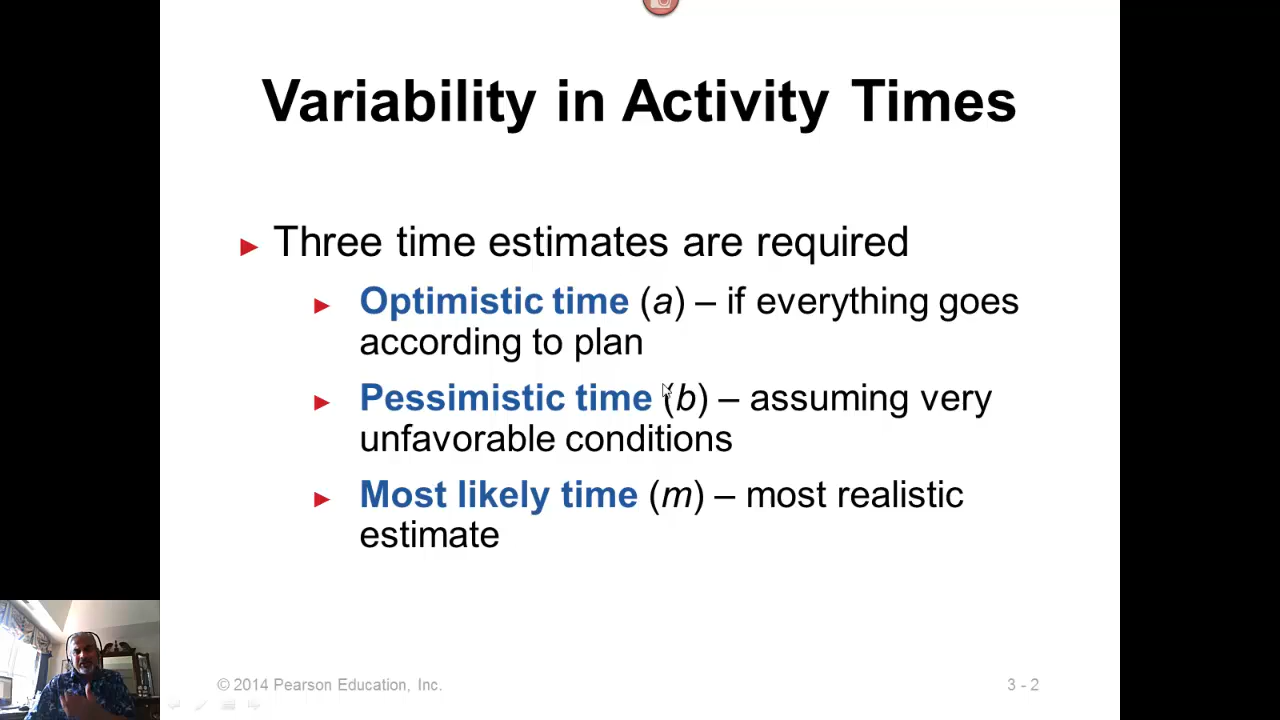 Variability in Activity Times
► Three time estimates are required
► Optimistic time (a) – if everything goes
according to plan
► Pessimistic time (b) – assuming very
unfavorable conditions
► Most likely time (m) – most realistic
estimate
© 2014 Pearson Education, Inc.
3 - 2